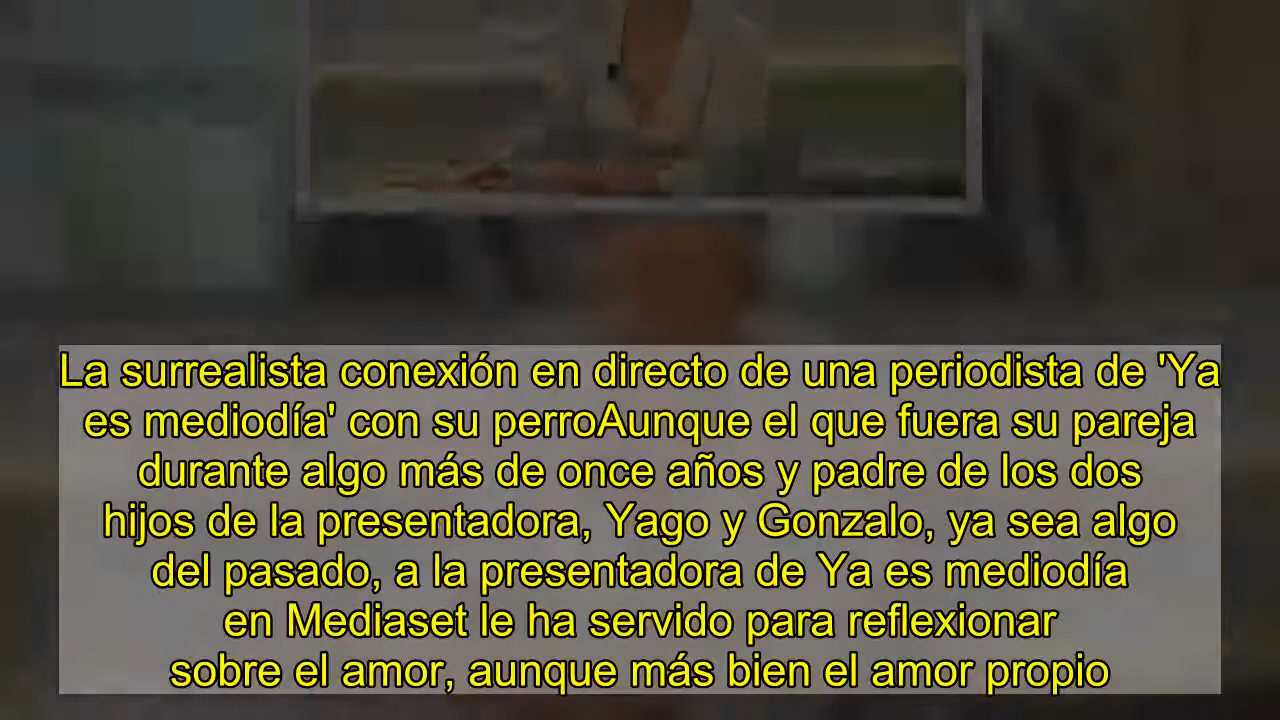 La surrealista conexión en directo de una periodista de 'Ya
es mediodía' con su perroAunque el que fuera su pareja
durante algo más de once años y padre de los dos
hijos de la presentadora, Yago y Gonzalo, ya sea algo
del pasado, a la presentadora de Ya es mediodía
en Mediaset le ha servido para reflexionar
sobre el amor, aunque más bien el amor propio